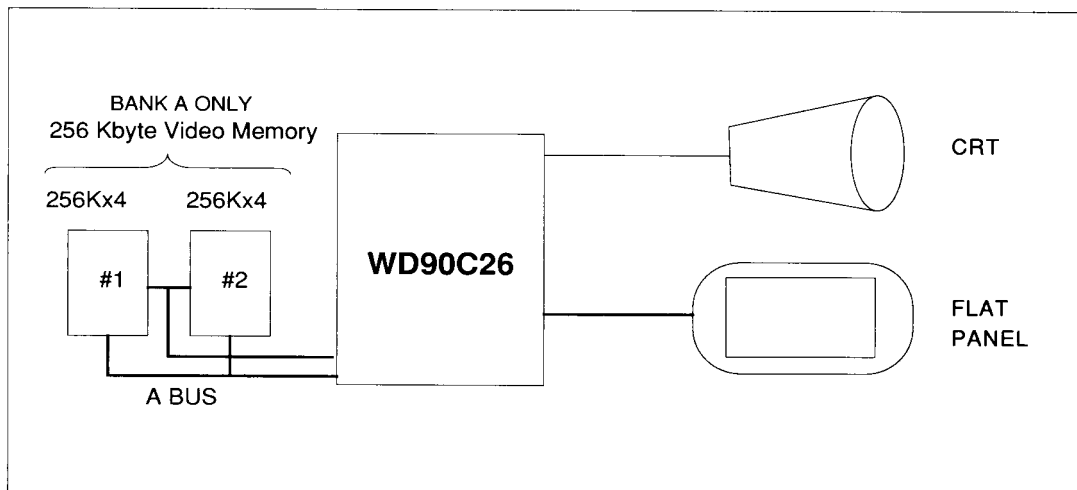 BANK A ONLY
256 Kbyte Video Memory
256Kx4 256Kx4
#1 #2
A BUS
WD90C26
CRT
FLAT
PANEL